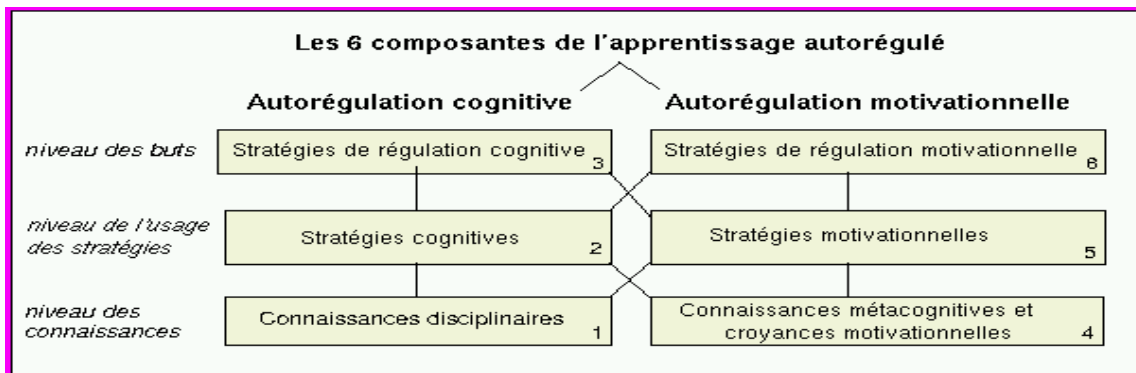 Les 6 composantes de l'apprentissage autorégulé
Autorégulation cognitive
Autorégulation motivationnelle
niveau des buts
Stratégies de régulation cognitive 3
Stratégies de régulation motivationnelle 6
niveau de l'usage
des stratégies
Stratégies cognitives 2
Stratégies motivationnelles 5
niveau des
connaissances
Connaissances disciplinaires 1
Connaissances métacognitives et
croyances motivationnelles 4